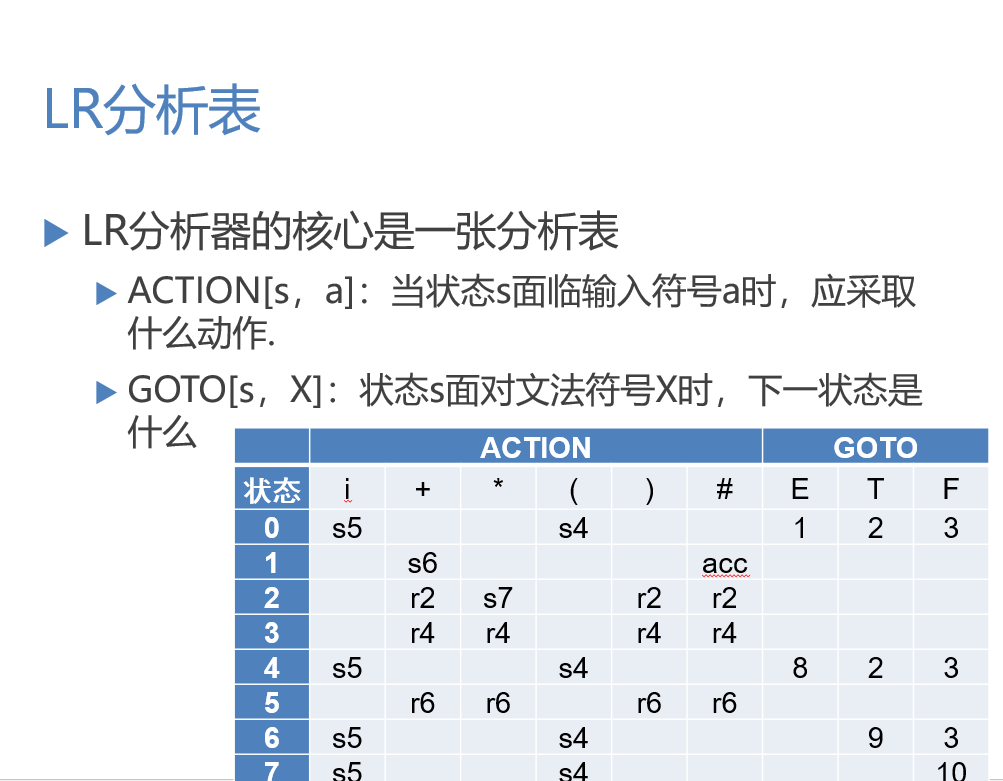 LR分析表
LR分析器的核心是一张分析表
ACTION[s，a]：当状态s面临输入符号a时，应采取
什么动作.
GOTO[s，X]：状态s面对文法符号X时，下一状态是
什么
ACTION GOTO
状态 i + * ( ) # E T F
0 s5 s4 1 2 3
1 s6 acc
2 r2 s7 r2 r2
3 r4 r4 r4 r4
4 s5 s4 8 2 3
5 r6 r6 r6 r6
6 s5 s4 9 3
7 s5 s4 10